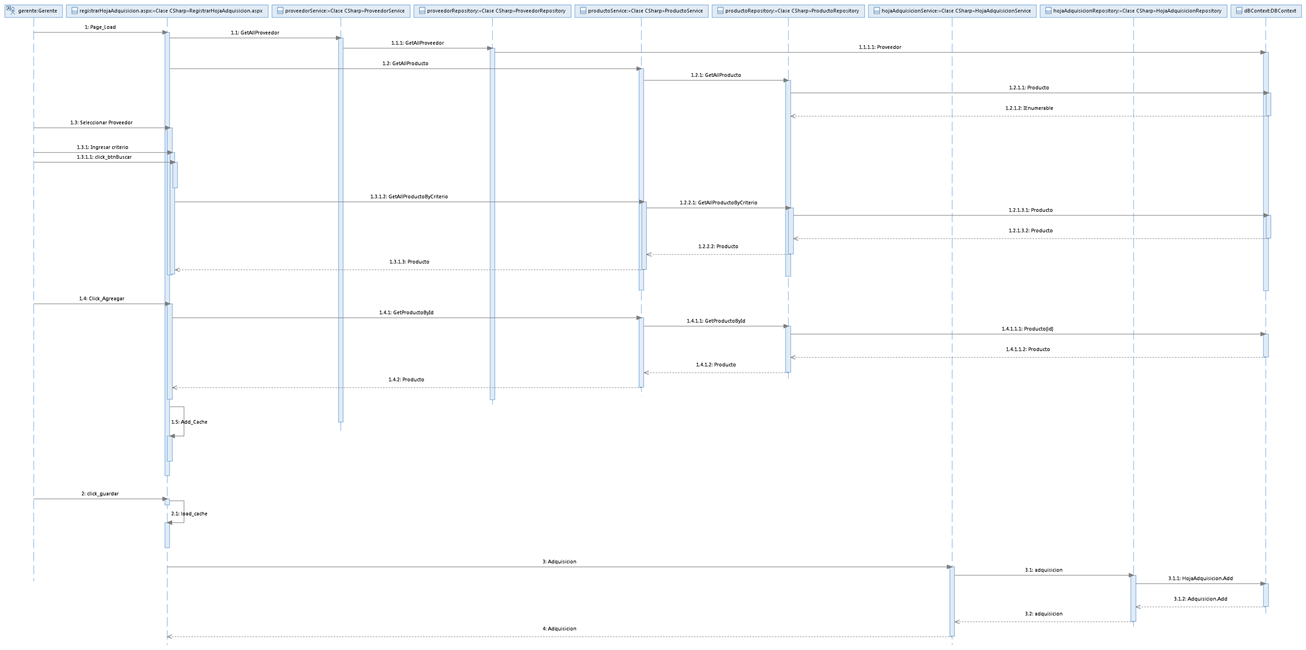 gerente:Gerente
registrarHojaAdquisicion.aspx:«Clase CSharp»RegistrarHojaAdquisicion.aspx
proveedorService:«Clase CSharp»ProveedorService
proveedorRepository:«Clase CSharp»ProveedorRepository
productoService:«Clase CSharp»ProductoService
productoRepository:«Clase CSharp»ProductoRepository
hojaAdquicionService:«Clase CSharp»HojaAdquisicionService
hojaAdquisicionRepository:«Clase CSharp»HojaAdquisicionRepository
dBContext:DBContext
1: Page_Load
1.1: GetAllProveedor
1.1.1: GetAllProveedor
1.1.1.1: Proveedor
1.2: GetAllProducto
1.2.1: GetAllProducto
1.2.1.1: Producto
1.2.1.2: IEnumerable
1.3: Seleccionar Proveedor
1.3.1: Ingresar criterio
1.3.1.1: click_btnBuscar
1.3.1.2: GetAllProductoByCriterio
1.2.2.1: GetAllProductoByCriterio
1.2.1.3.1: Producto
1.2.1.3.2: Producto
1.2.2.2: Producto
1.3.1.3: Producto
1.4: Click_Agreagar
1.4.1: GetProductoById
1.4.1.1: GetProductoById
1.4.1.1.1: Producto(id)
1.4.1.1.2: Producto
1.4.1.2: Producto
1.4.2: Producto
1.5: Add_Cache
2: click_guardar
2.1: load_cache
3: Adquisicion
3.1: adquisicion
3.1.1: HojaAdquision.Add
3.1.2: Adquisicion.Add
3.2: adquisicion
4: Adquisicion